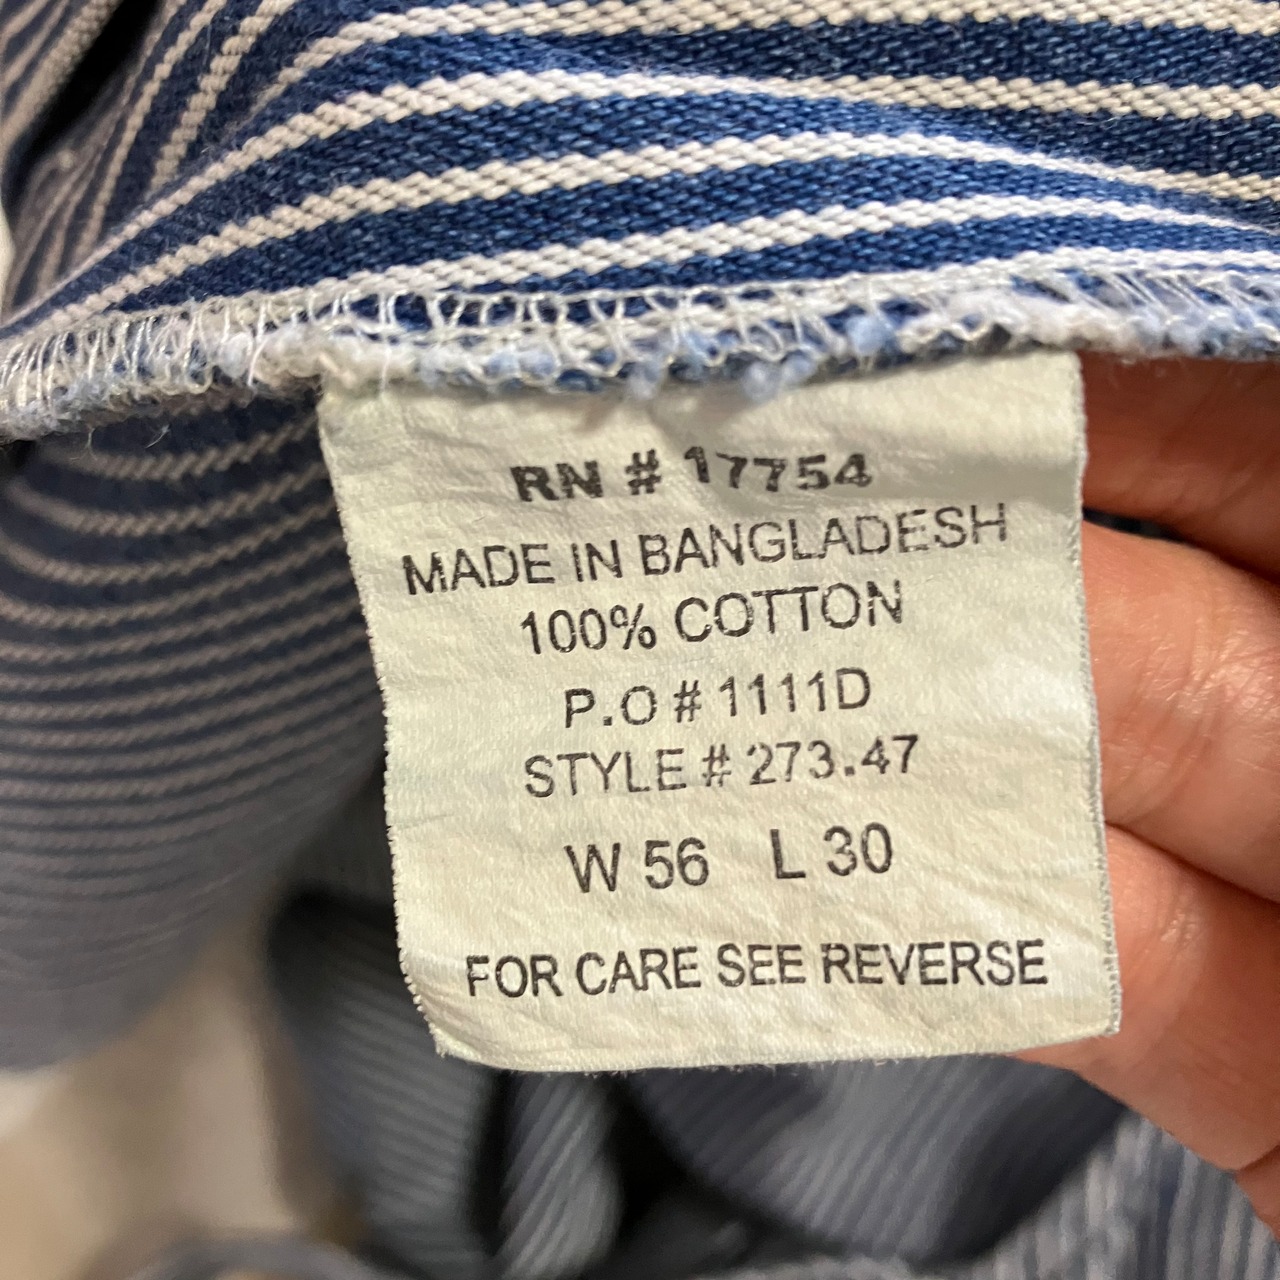 RN # 17754
MADE IN BANGLADESH
100% COTTON
P.O # 1111D
STYLE # 273.47
W 56 L 30
FOR CARE SEE REVERSE